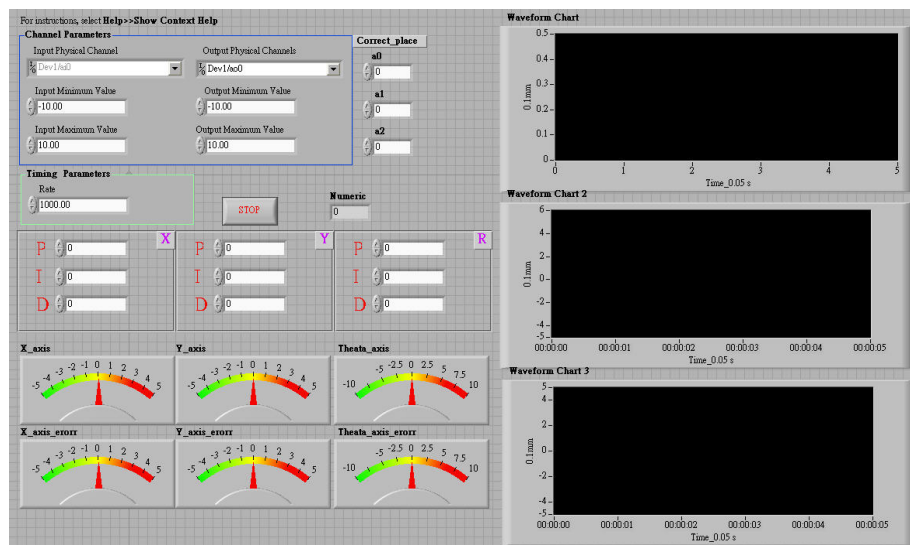 For instructions, select Help>>Show Context Help
Channel Parameters
Input Physical Channel
Output Physical Channels
Dev1/ai0
Dev1/ao0
Input Minimum Value
Output Minimum Value
-10.00
-10.00
Input Maximum Value
Output Maximum Value
10.00
10.00
Correct_place
a0
0
a1
0
a2
0
Timing Parameters
Rate
1000.00
STOP
Numeric
0
X
P 0
I 0
D 0
Y
P 0
I 0
D 0
R
P 0
I 0
D 0
X_axis
-5 -4 -3 -2 -1 0 1 2 3 4 5
Y_axis
-5 -4 -3 -2 -1 0 1 2 3 4 5
Theata_axis
-10 -5 -2.5 0 2.5 5 7.5 10
X_axis_erorr
-5 -4 -3 -2 -1 0 1 2 3 4 5
Y_axis_erorr
-5 -4 -3 -2 -1 0 1 2 3 4 5
Theata_axis_erorr
-10 -5 -2.5 0 2.5 5 7.5 10
Waveform Chart
0.5
0.4
0.3
0.2
0.1
0
0.1mm
0 1 2 3 4 5
Time_0.05 s
Waveform Chart 2
6
4
2
0
-2
-4
-5
0.1mm
00:00:00 00:00:01 00:00:02 00:00:03 00:00:04 00:00:05
Time_0.05 s
Waveform Chart 3
5
4
2
0
-2
-4
-5
0.1mm
00:00:00 00:00:01 00:00:02 00:00:03 00:00:04 00:00:05
Time_0.05 s